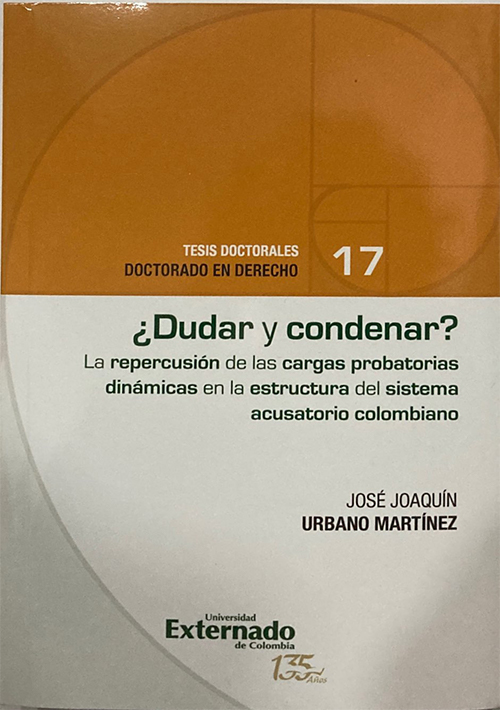 TESIS DOCTORALES
DOCTORADO EN DERECHO
17
¿Dudar y condenar?
La repercusión de las cargas probatorias
dinámicas en la estructura del sistema
acusatorio colombiano
JOSÉ JOAQUÍN
URBANO MARTÍNEZ
Universidad
Externado
de Colombia
135
Años